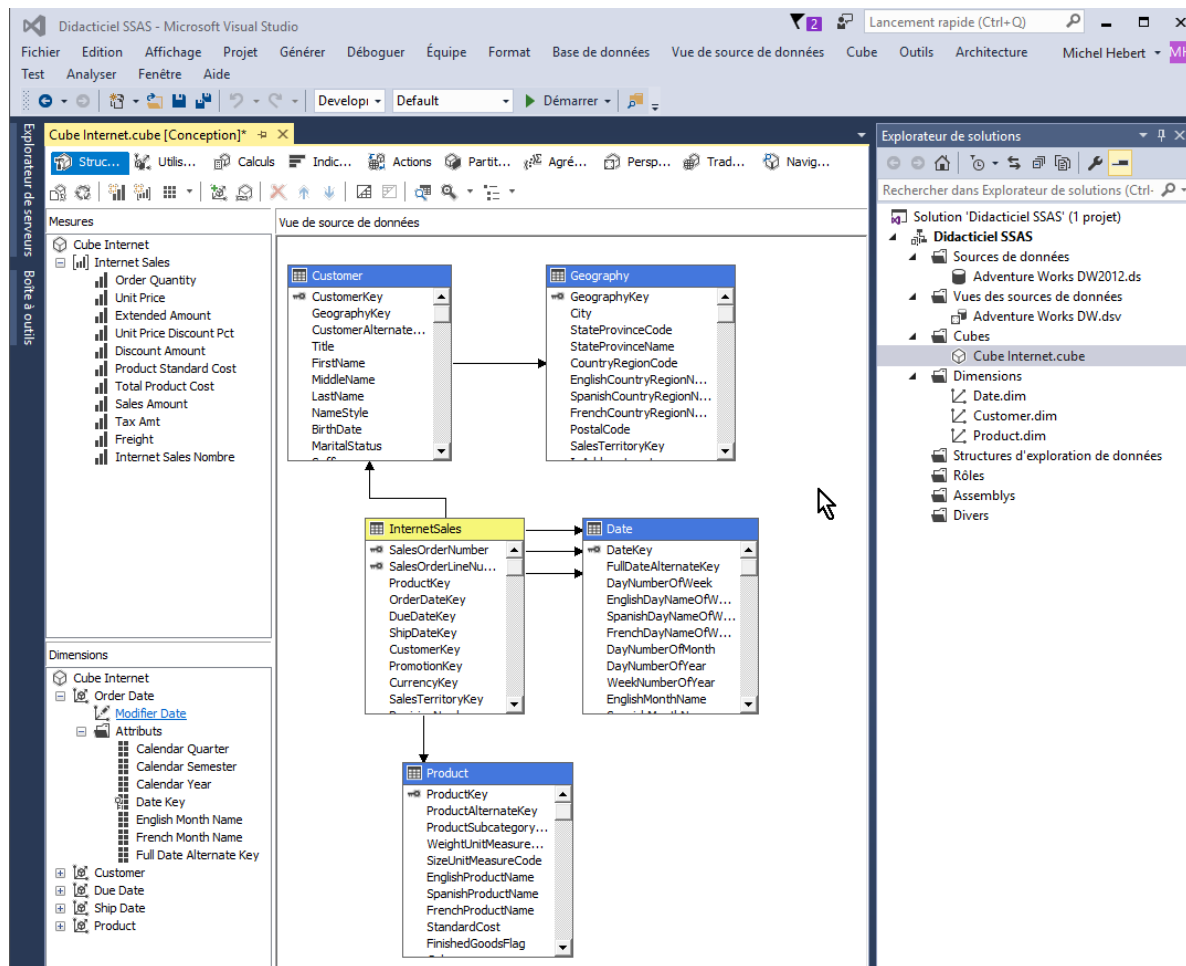 Didacticiel SSAS - Microsoft Visual Studio
2
Lancement rapide (Ctrl+Q)
Fichier Edition Affichage Projet Générer Déboguer Équipe Format Base de données Vue de source de données Cube Outils Architecture Michel Hebert
Test Analyser Fenêtre Aide
Developı Default Démarrer
Explorateur de serveurs
Boîte à outils
Cube Internet.cube [Conception]*
Struc... Utilis... Calculs Indic... Actions Partit... Agré... Persp... Trad... Navig...
Mesures
Cube Internet
Internet Sales
Order Quantity
Unit Price
Extended Amount
Unit Price Discount Pct
Discount Amount
Product Standard Cost
Total Product Cost
Sales Amount
Tax Amt
Freight
Internet Sales Nombre
Dimensions
Cube Internet
Order Date
Modifier Date
Attributs
Calendar Quarter
Calendar Semester
Calendar Year
Date Key
English Month Name
French Month Name
Full Date Alternate Key
Customer
Due Date
Ship Date
Product
Vue de source de données
Customer
CustomerKey
GeographyKey
CustomerAlternate...
Title
FirstName
MiddleName
LastName
NameStyle
BirthDate
MaritalStatus
Geography
GeographyKey
City
StateProvinceCode
StateProvinceName
CountryRegionCode
EnglishCountryRegionN...
SpanishCountryRegionN...
FrenchCountryRegionN...
PostalCode
SalesTerritoryKey
InternetSales
SalesOrderNumber
SalesOrderLineNu...
ProductKey
OrderDateKey
DueDateKey
ShipDateKey
CustomerKey
PromotionKey
CurrencyKey
SalesTerritoryKey
Date
DateKey
FullDateAlternateKey
DayNumberOfWeek
EnglishDayNameOfW...
SpanishDayNameOfW...
FrenchDayNameOfW...
DayNumberOfMonth
DayNumberOfYear
WeekNumberOfYear
EnglishMonthName
Product
ProductKey
ProductAlternateKey
ProductSubcategory...
WeightUnitMeasure...
SizeUnitMeasureCode
EnglishProductName
SpanishProductName
FrenchProductName
StandardCost
FinishedGoodsFlag
Explorateur de solutions
Rechercher dans Explorateur de solutions (Ctrl-
Solution 'Didacticiel SSAS' (1 projet)
Didacticiel SSAS
Sources de données
Adventure Works DW2012.ds
Vues des sources de données
Adventure Works DW.dsv
Cubes
Cube Internet.cube
Dimensions
Date.dim
Customer.dim
Product.dim
Structures d'exploration de données
Rôles
Assemblys
Divers